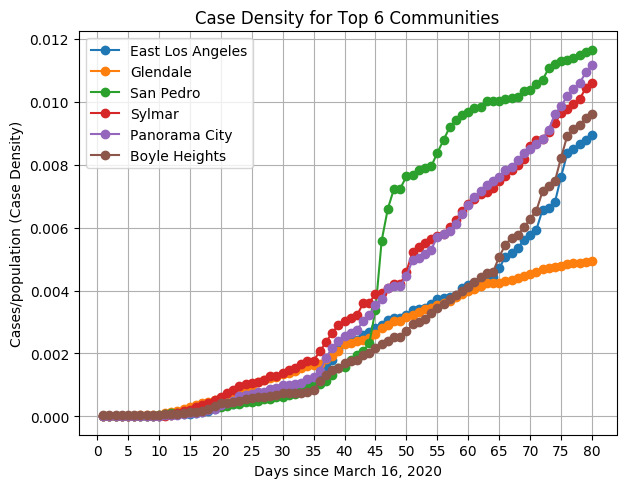 Case Density for Top 6 Communities
0.012
0.010
0.008
0.006
0.004
0.002
0.000
Cases/population (Case Density)
East Los Angeles
Glendale
San Pedro
Sylmar
Panorama City
Boyle Heights
0 5 10 15 20 25 30 35 40 45 50 55 60 65 70 75 80
Days since March 16, 2020